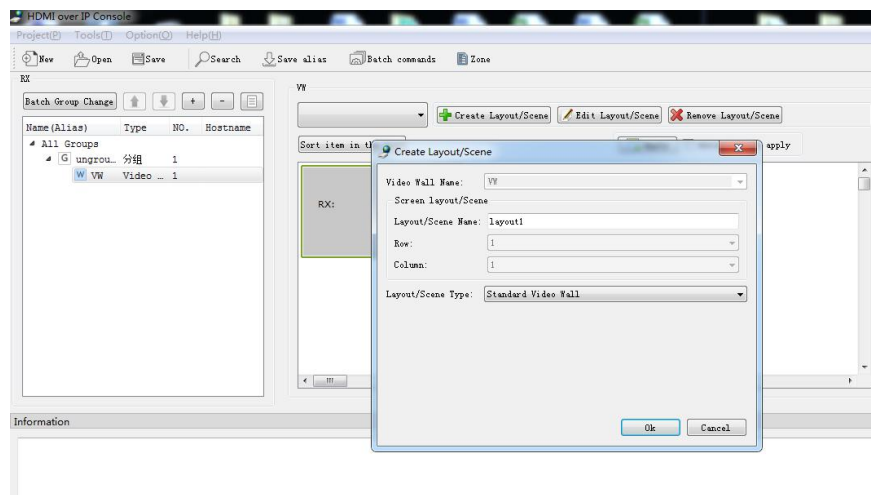 HDMI over IP Console
Project(P) Tools(T) Option(O) Help(H)
New Open Save Search Save alias Batch commands Zone
RX
VW
Batch Group Change + -
Create Layout/Scene Edit Layout/Scene Remove Layout/Scene
Name(Alias) Type NO. Hostname
All Groups
G ungrou... 分组 1
W VW Video ... 1
Sort item in th
apply
RX:
Create Layout/Scene
Video Wall Name: VW
Screen layout/Scene
Layout/Scene Name: layout1
Row: 1
Column: 1
Layout/Scene Type: Standard Video Wall
Ok Cancel
Information